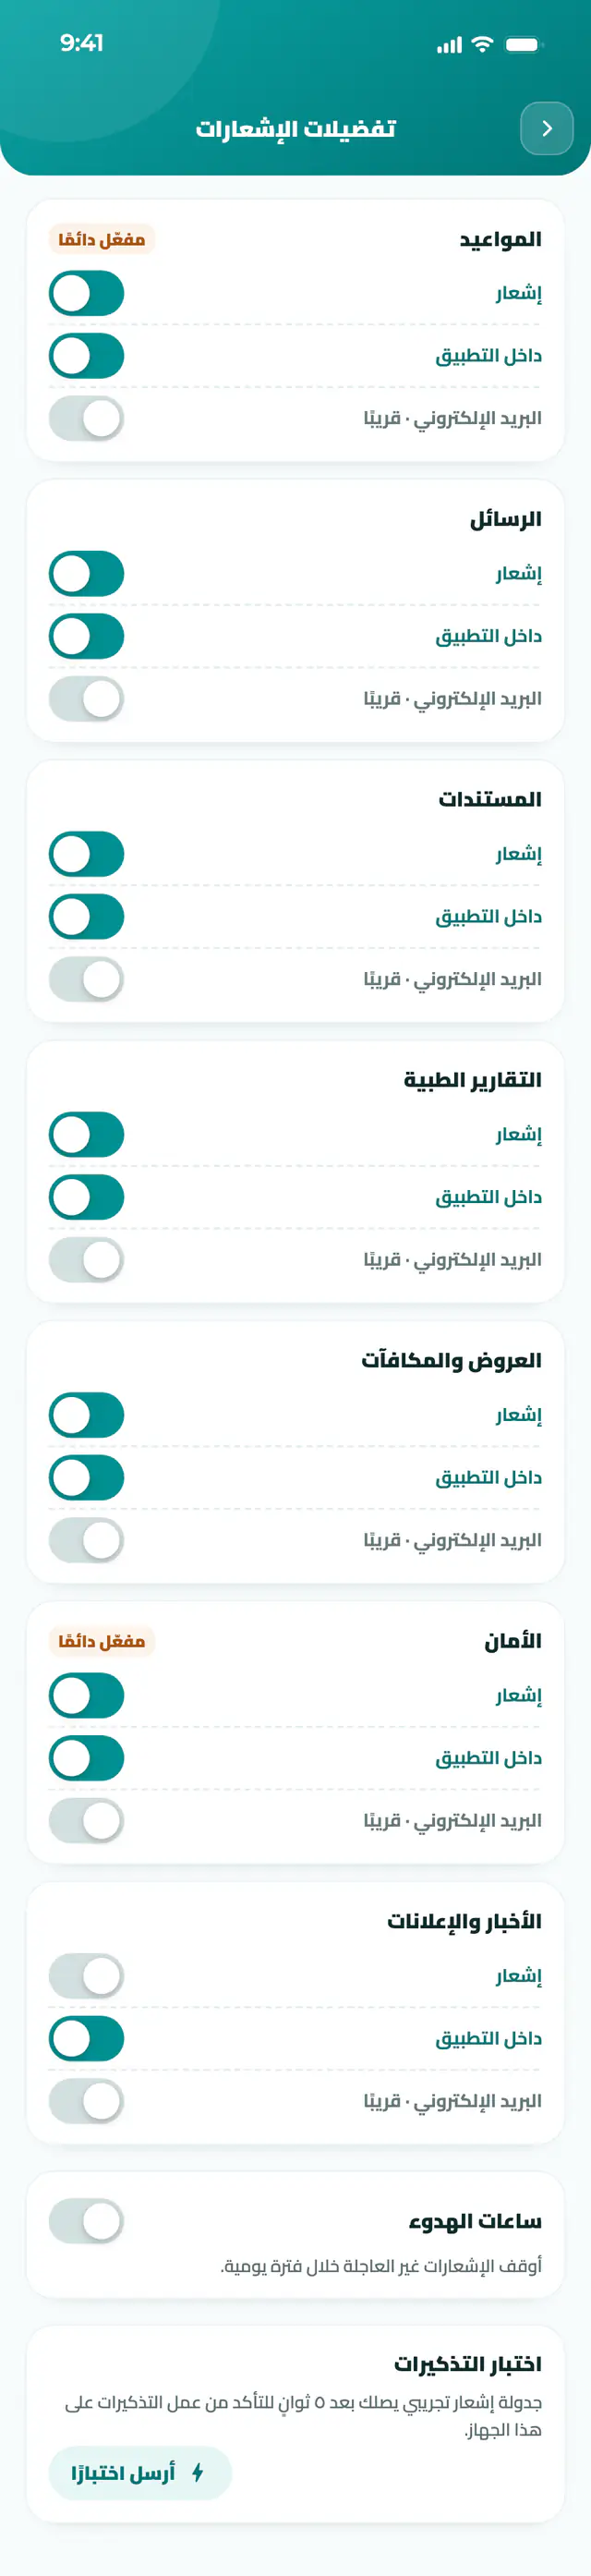 9:41
تفضيلات الإشعارات
المواعيد
مفعّل دائمًا
إشعار
داخل التطبيق
البريد الإلكتروني · قريبًا
الرسائل
إشعار
داخل التطبيق
البريد الإلكتروني · قريبًا
المستندات
إشعار
داخل التطبيق
البريد الإلكتروني · قريبًا
التقارير الطبية
إشعار
داخل التطبيق
البريد الإلكتروني · قريبًا
العروض والمكافآت
إشعار
داخل التطبيق
البريد الإلكتروني · قريبًا
الأمان
مفعّل دائمًا
إشعار
داخل التطبيق
البريد الإلكتروني · قريبًا
الأخبار والإعلانات
إشعار
داخل التطبيق
البريد الإلكتروني · قريبًا
ساعات الهدوء
أوقف الإشعارات غير العاجلة خلال فترة يومية.
اختبار التذكيرات
جدولة إشعار تجريبي يصلك بعد ٥ ثوانٍ للتأكد من عمل التذكيرات على
هذا الجهاز.
أرسل اختبارًا